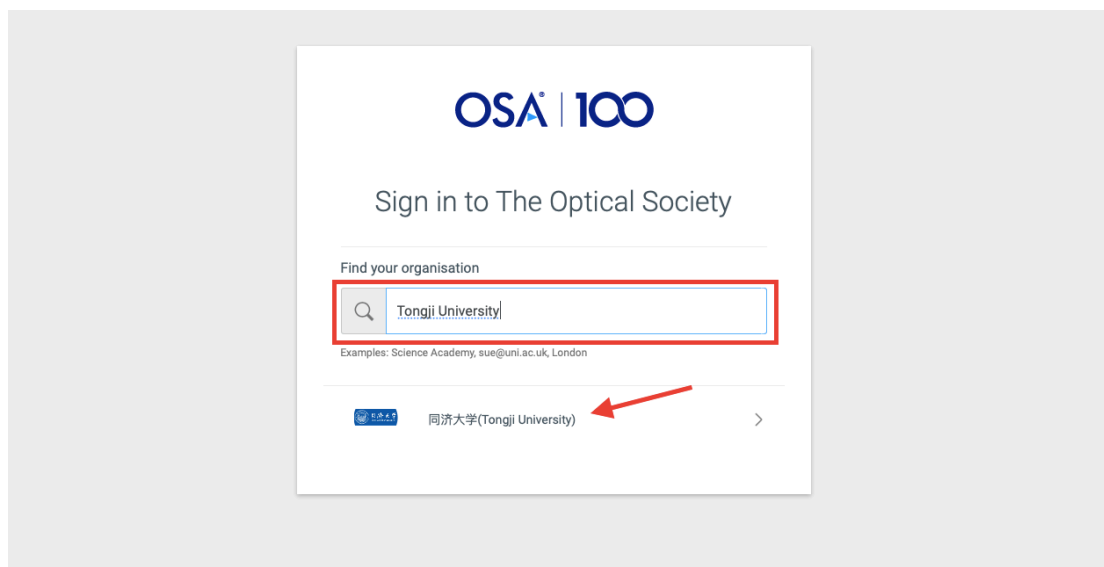 OSA® | 100
Sign in to The Optical Society
Find your organisation
Tongji University
Examples: Science Academy, sue@uni.ac.uk, London
同济大学(Tongji University)